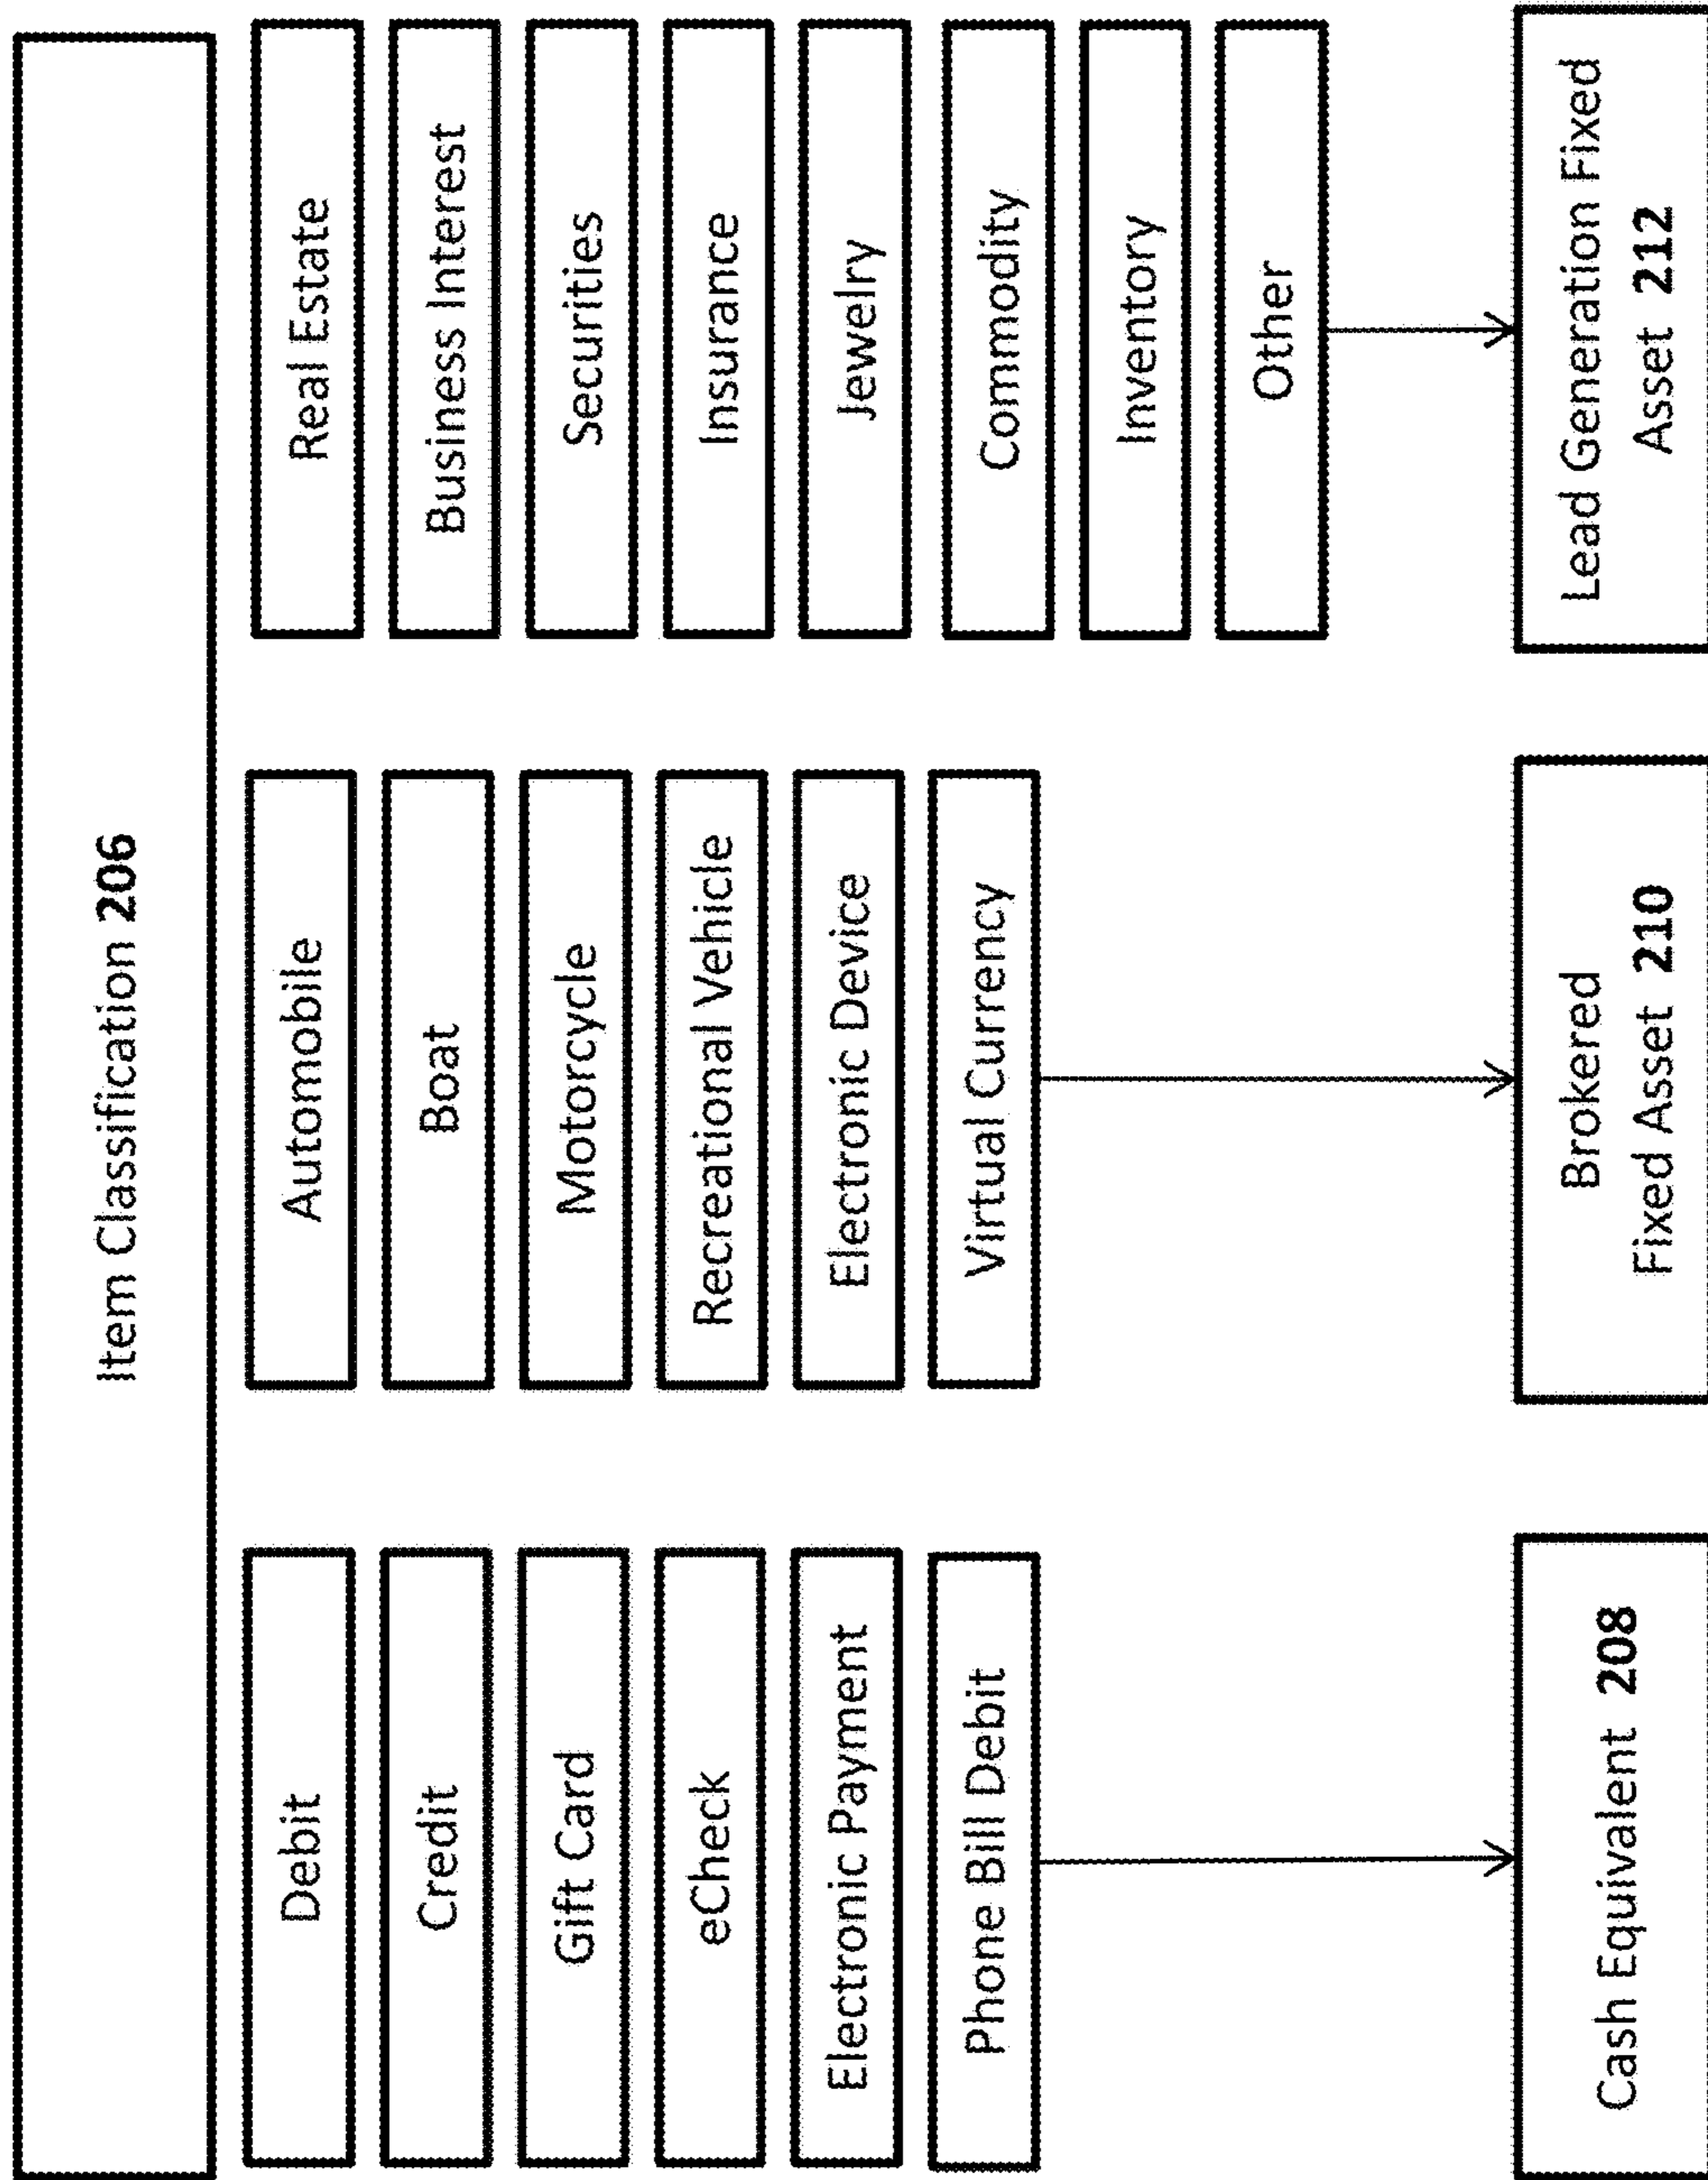 Item Classification 206
Debit
Credit
Gift Card
eCheck
Electronic Payment
Phone Bill Debit
Cash Equivalent 208
Automobile
Boat
Motorcycle
Recreational Vehicle
Electronic Device
Virtual Currency
Brokered
Fixed Asset 210
Real Estate
Business Interest
Securities
Insurance
Jewelry
Commodity
Inventory
Other
Lead Generation Fixed
Asset 212